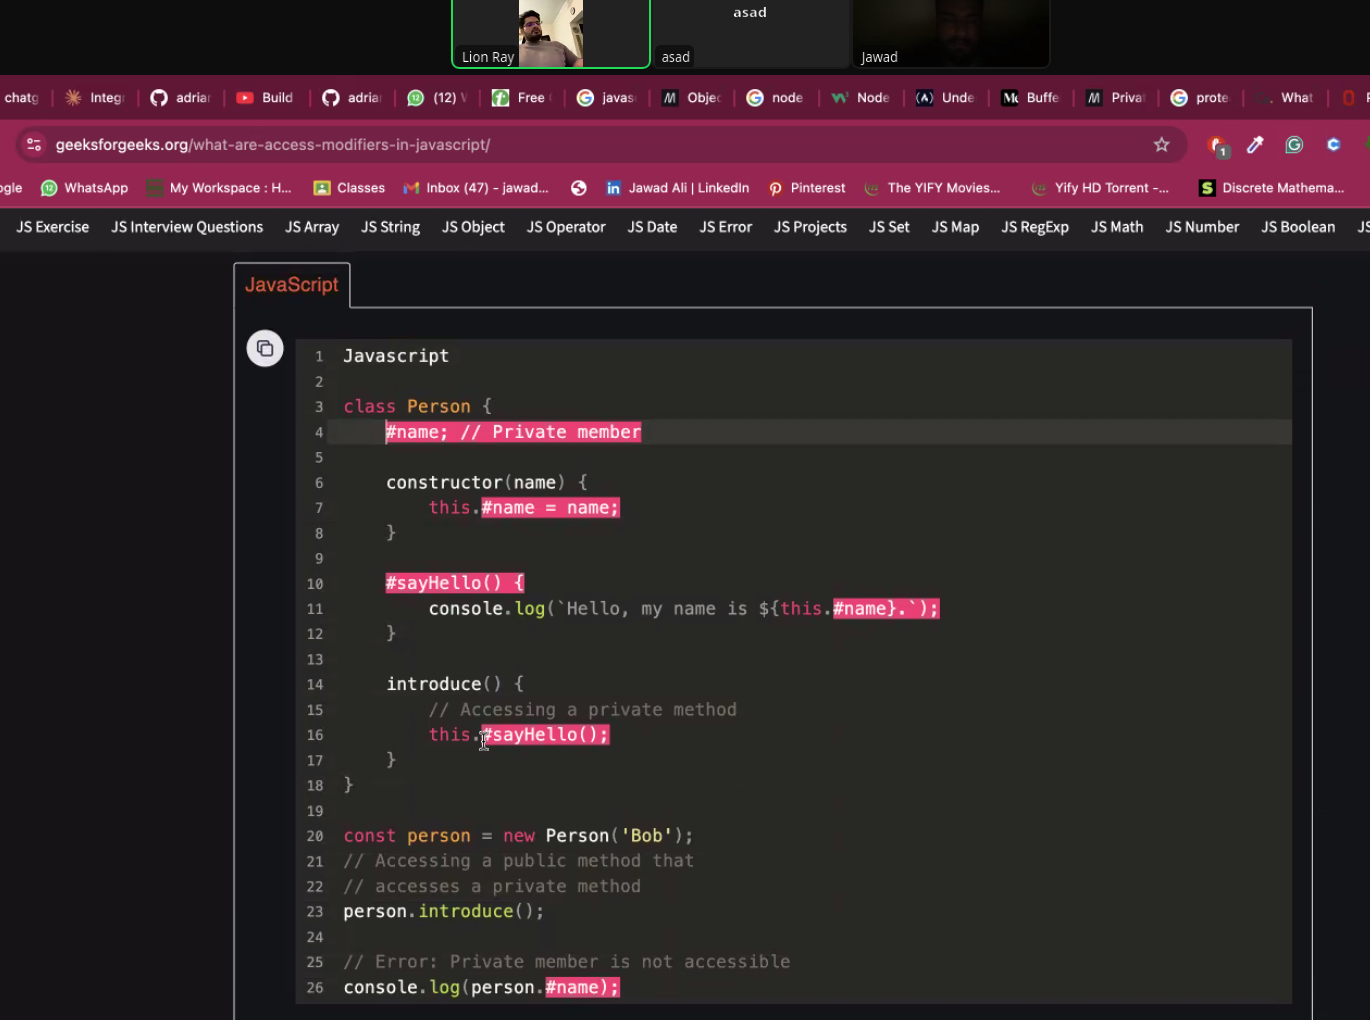 asad
Lion Ray
asad
Jawad
chatg
Integr
adria
Build
adria
(12)
Free
javas
Obje
node
Node
Unde
Buffe
Priva
prote
What
geeksforgeeks.org/what-are-access-modifiers-in-javascript/
1
ogle
WhatsApp
My Workspace : H...
Classes
Inbox (47) - jawad...
Jawad Ali | LinkedIn
Pinterest
The YIFY Movies...
Yify HD Torrent -...
Discrete Mathema...
JS Exercise
JS Interview Questions
JS Array
JS String
JS Object
JS Operator
JS Date
JS Error
JS Projects
JS Set
JS Map
JS RegExp
JS Math
JS Number
JS Boolean
JS
JavaScript
1 Javascript
2
3 class Person {
4 #name; // Private member
5
6 constructor(name) {
7 this.#name = name;
8 }
9
10 #sayHello() {
11 console.log(`Hello, my name is ${this.#name}.`);
12 }
13
14 introduce() {
15 // Accessing a private method
16 this.#sayHello();
17 }
18 }
19
20 const person = new Person('Bob');
21 // Accessing a public method that
22 // accesses a private method
23 person.introduce();
24
25 // Error: Private member is not accessible
26 console.log(person.#name);